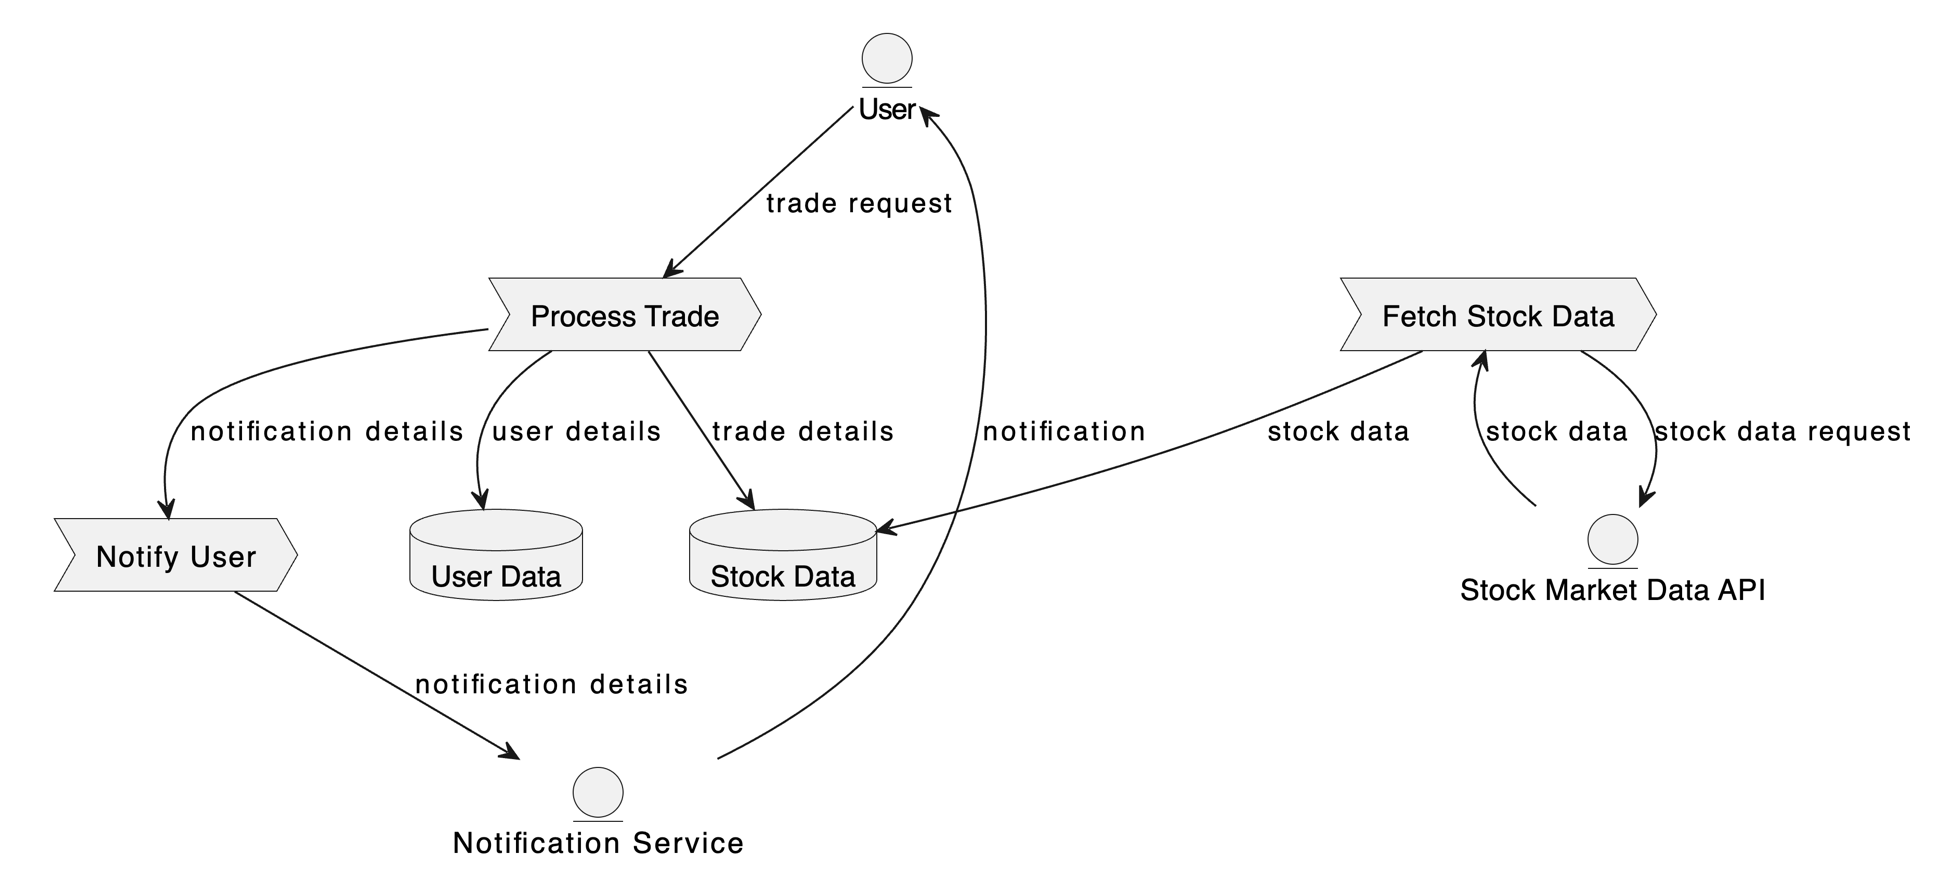 User
trade request
Process Trade
Fetch Stock Data
notification details
user details
trade details
notification
stock data
stock data
stock data request
Notify User
User Data
Stock Data
Stock Market Data API
notification details
Notification Service